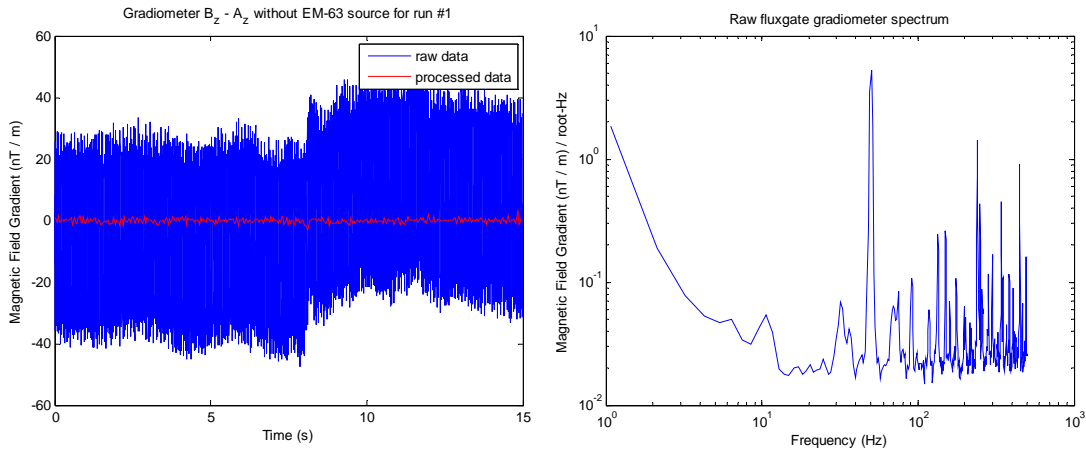 Gradiometer B_z - A_z without EM-63 source for run #1
Magnetic Field Gradient (nT / m)
60
40
20
0
-20
-40
-60
raw data
processed data
0
5
10
15
Time (s)
Raw fluxgate gradiometer spectrum
Magnetic Field Gradient (nT / m) / root-Hz
10^1
10^0
10^-1
10^-2
10^0
10^1
10^2
10^3
Frequency (Hz)